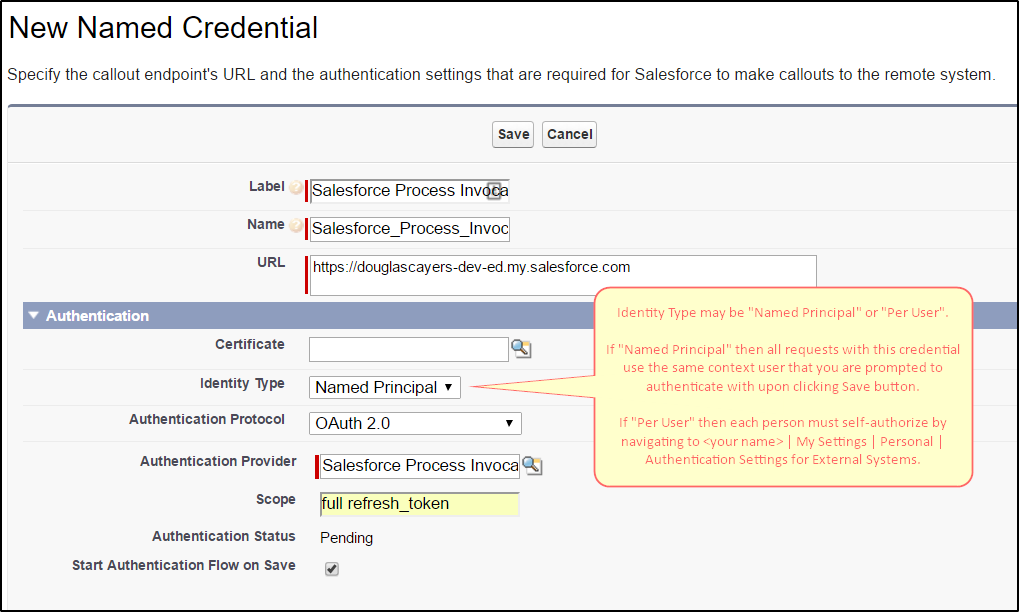 New Named Credential
Specify the callout endpoint's URL and the authentication settings that are required for Salesforce to make callouts to the remote system.
Save Cancel
Label ? Salesforce Process Invoca
Name ? Salesforce_Process_Invoc
URL https://douglascayers-dev-ed.my.salesforce.com
Authentication
Certificate
Identity Type Named Principal
Authentication Protocol OAuth 2.0
Authentication Provider Salesforce Process Invoca
Scope full refresh_token
Authentication Status Pending
Start Authentication Flow on Save
Identity Type may be "Named Principal" or "Per User".
If "Named Principal" then all requests with this credential
use the same context user that you are prompted to
authenticate with upon clicking Save button.
If "Per User" then each person must self-authorize by
navigating to <your name> | My Settings | Personal |
Authentication Settings for External Systems.